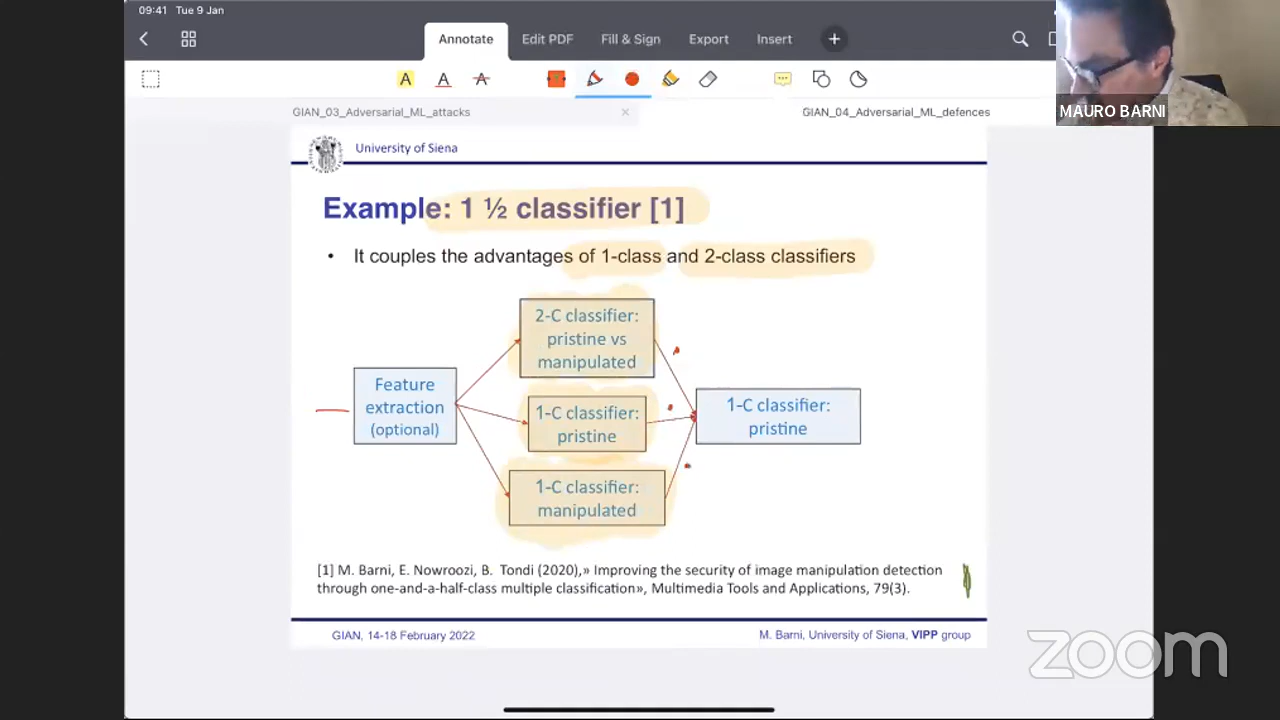 09:41 Tue 9 Jan
Annotate Edit PDF Fill & Sign Export Insert
A A A
GIAN_03_Adversarial_ML_attacks × GIAN_04_Adversarial_ML_defences
MAURO BARNI
University of Siena
Example: 1 ½ classifier [1]
• It couples the advantages of 1-class and 2-class classifiers
2-C classifier:
pristine vs
manipulated
Feature
extraction
(optional)
1-C classifier:
pristine
1-C classifier:
manipulated
1-C classifier:
pristine
[1] M. Barni, E. Nowroozi, B. Tondi (2020),» Improving the security of image manipulation detection
through one-and-a-half-class multiple classification», Multimedia Tools and Applications, 79(3).
GIAN, 14-18 February 2022 M. Barni, University of Siena, VIPP group
zoom